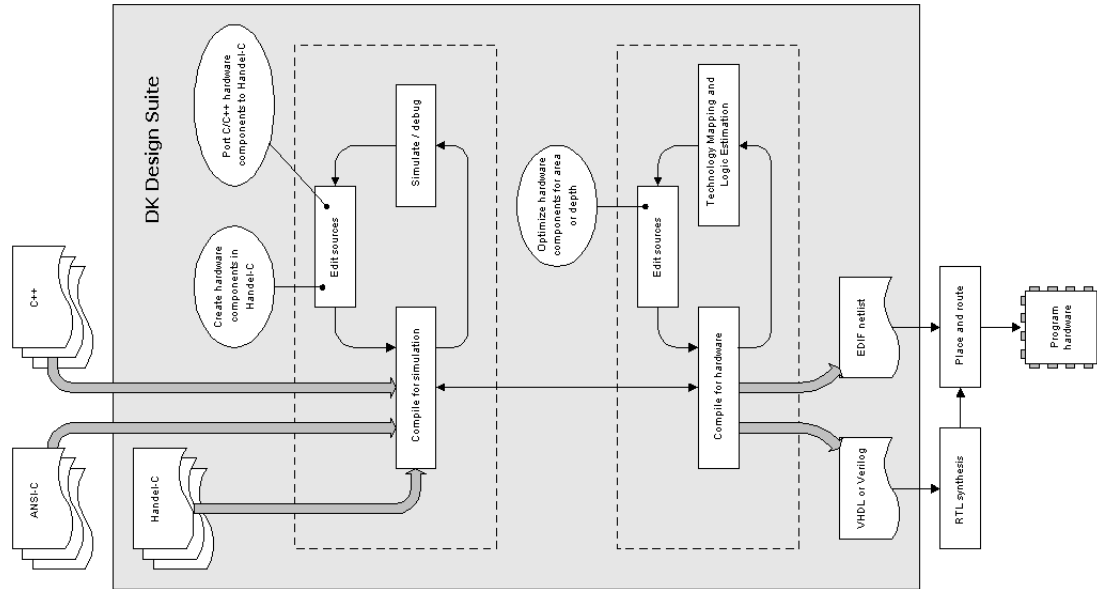 DK Design Suite
C++
ANSI-C
Handel-C
Port C/C++ hardware
components to Handel-C
Create hardware
components in
Handel-C
Edit sources
Simulate / debug
Compile for simulation
Optimize hardware
components for area
or depth
Edit sources
Technology Mapping and
Logic Estimation
Compile for hardware
EDIF netlist
VHDL or Verilog
Place and route
RTL synthesis
Program
hardware